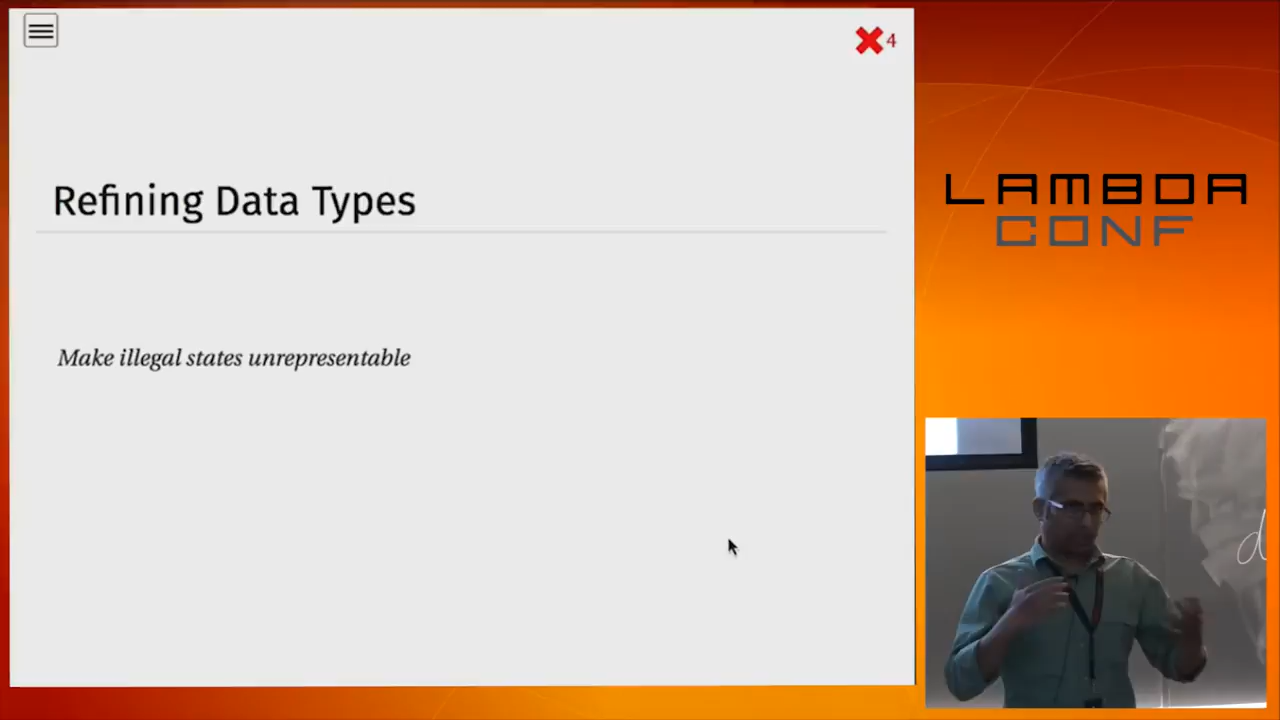 4
Refining Data Types
Make illegal states unrepresentable
LAMBDA
CONF
d